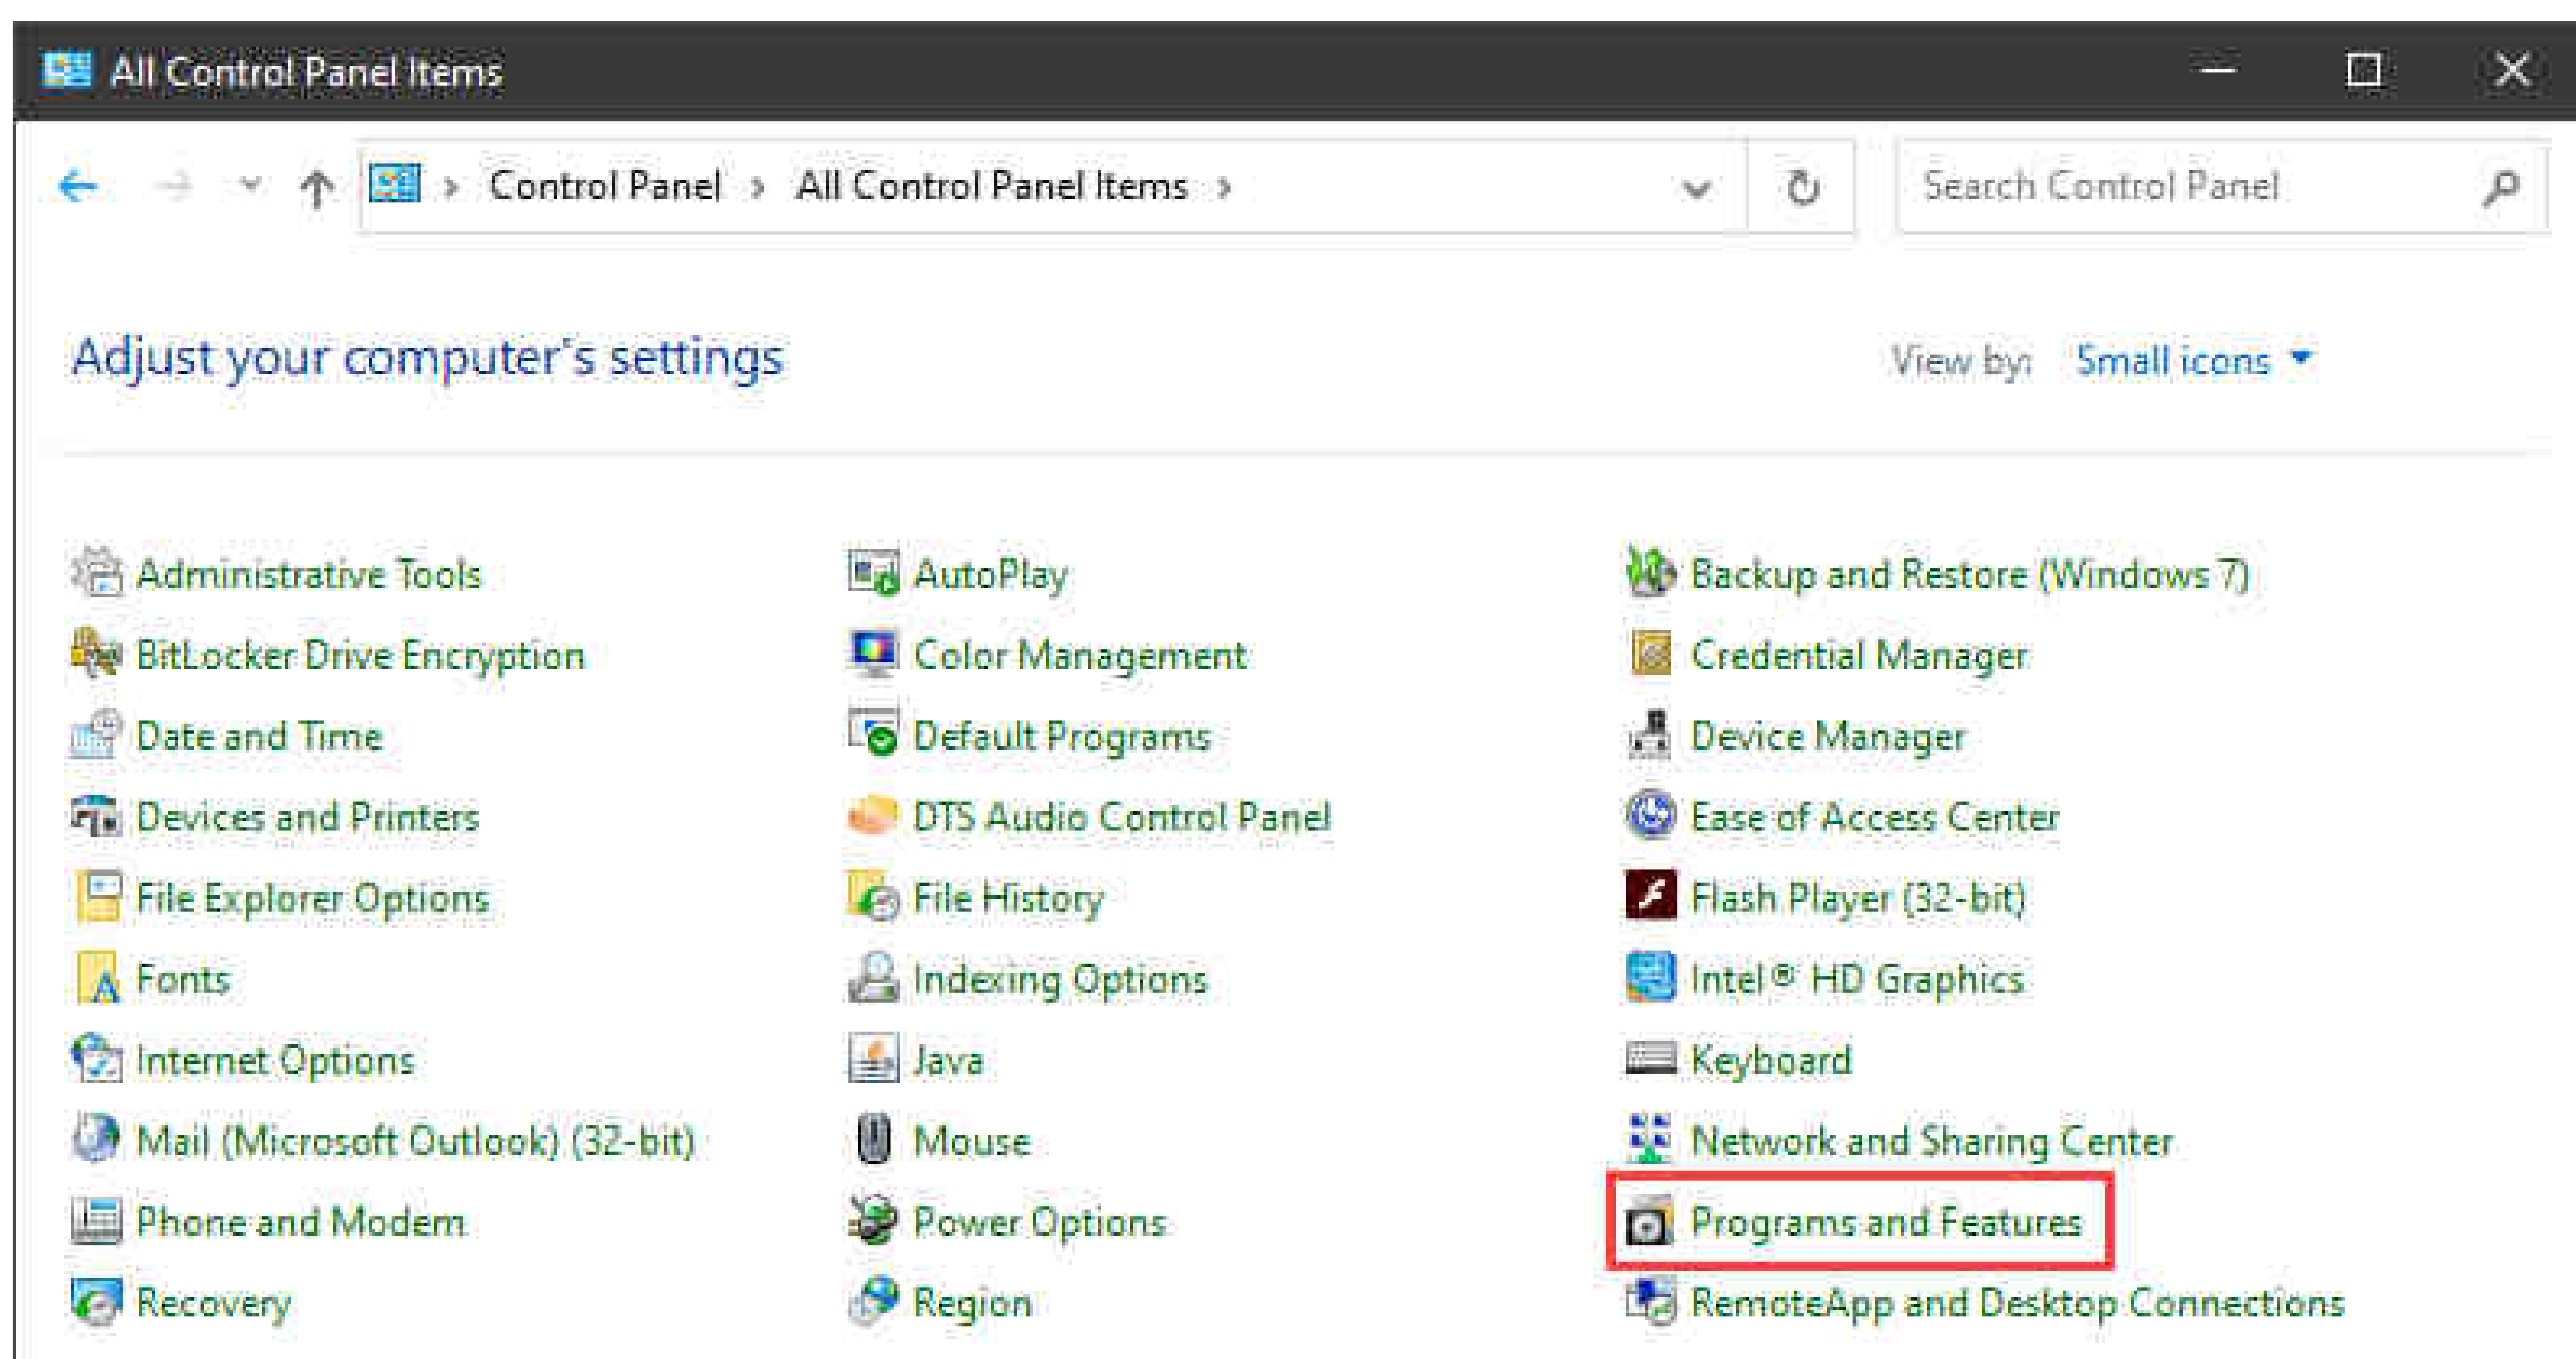 All Control Panel Items
Control Panel > All Control Panel Items >
Search Control Panel
Adjust your computer's settings
View by: Small icons
Administrative Tools
AutoPlay
Backup and Restore (Windows 7)
BitLocker Drive Encryption
Color Management
Credential Manager
Date and Time
Default Programs
Device Manager
Devices and Printers
DTS Audio Control Panel
Ease of Access Center
File Explorer Options
File History
Flash Player (32-bit)
Fonts
Indexing Options
Intel® HD Graphics
Internet Options
Java
Keyboard
Mail (Microsoft Outlook) (32-bit)
Mouse
Network and Sharing Center
Phone and Modem
Power Options
Programs and Features
Recovery
Region
RemoteApp and Desktop Connections